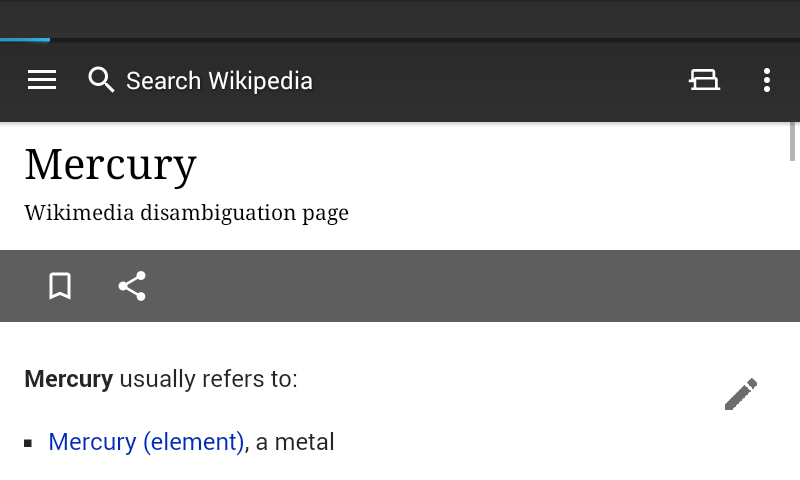 Search Wikipedia
Mercury
Wikimedia disambiguation page
Mercury usually refers to:
Mercury (element), a metal